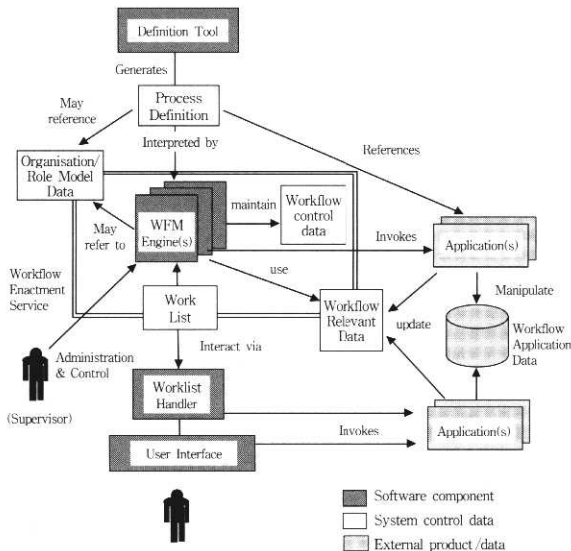 Definition Tool
Generates
Process
Definition
May
reference
Interpreted by
References
Organisation/
Role Model
Data
WFM
Engine(s)
maintain
Workflow
control
data
May
refer to
Invokes
Application(s)
use
Workflow
Enactment
Service
Work
List
Workflow
Relevant
Data
update
Manipulate
Workflow
Application
Data
Interact via
Administration
& Control
(Supervisor)
Worklist
Handler
User Interface
Invokes
Application(s)
Software component
System control data
External product/data